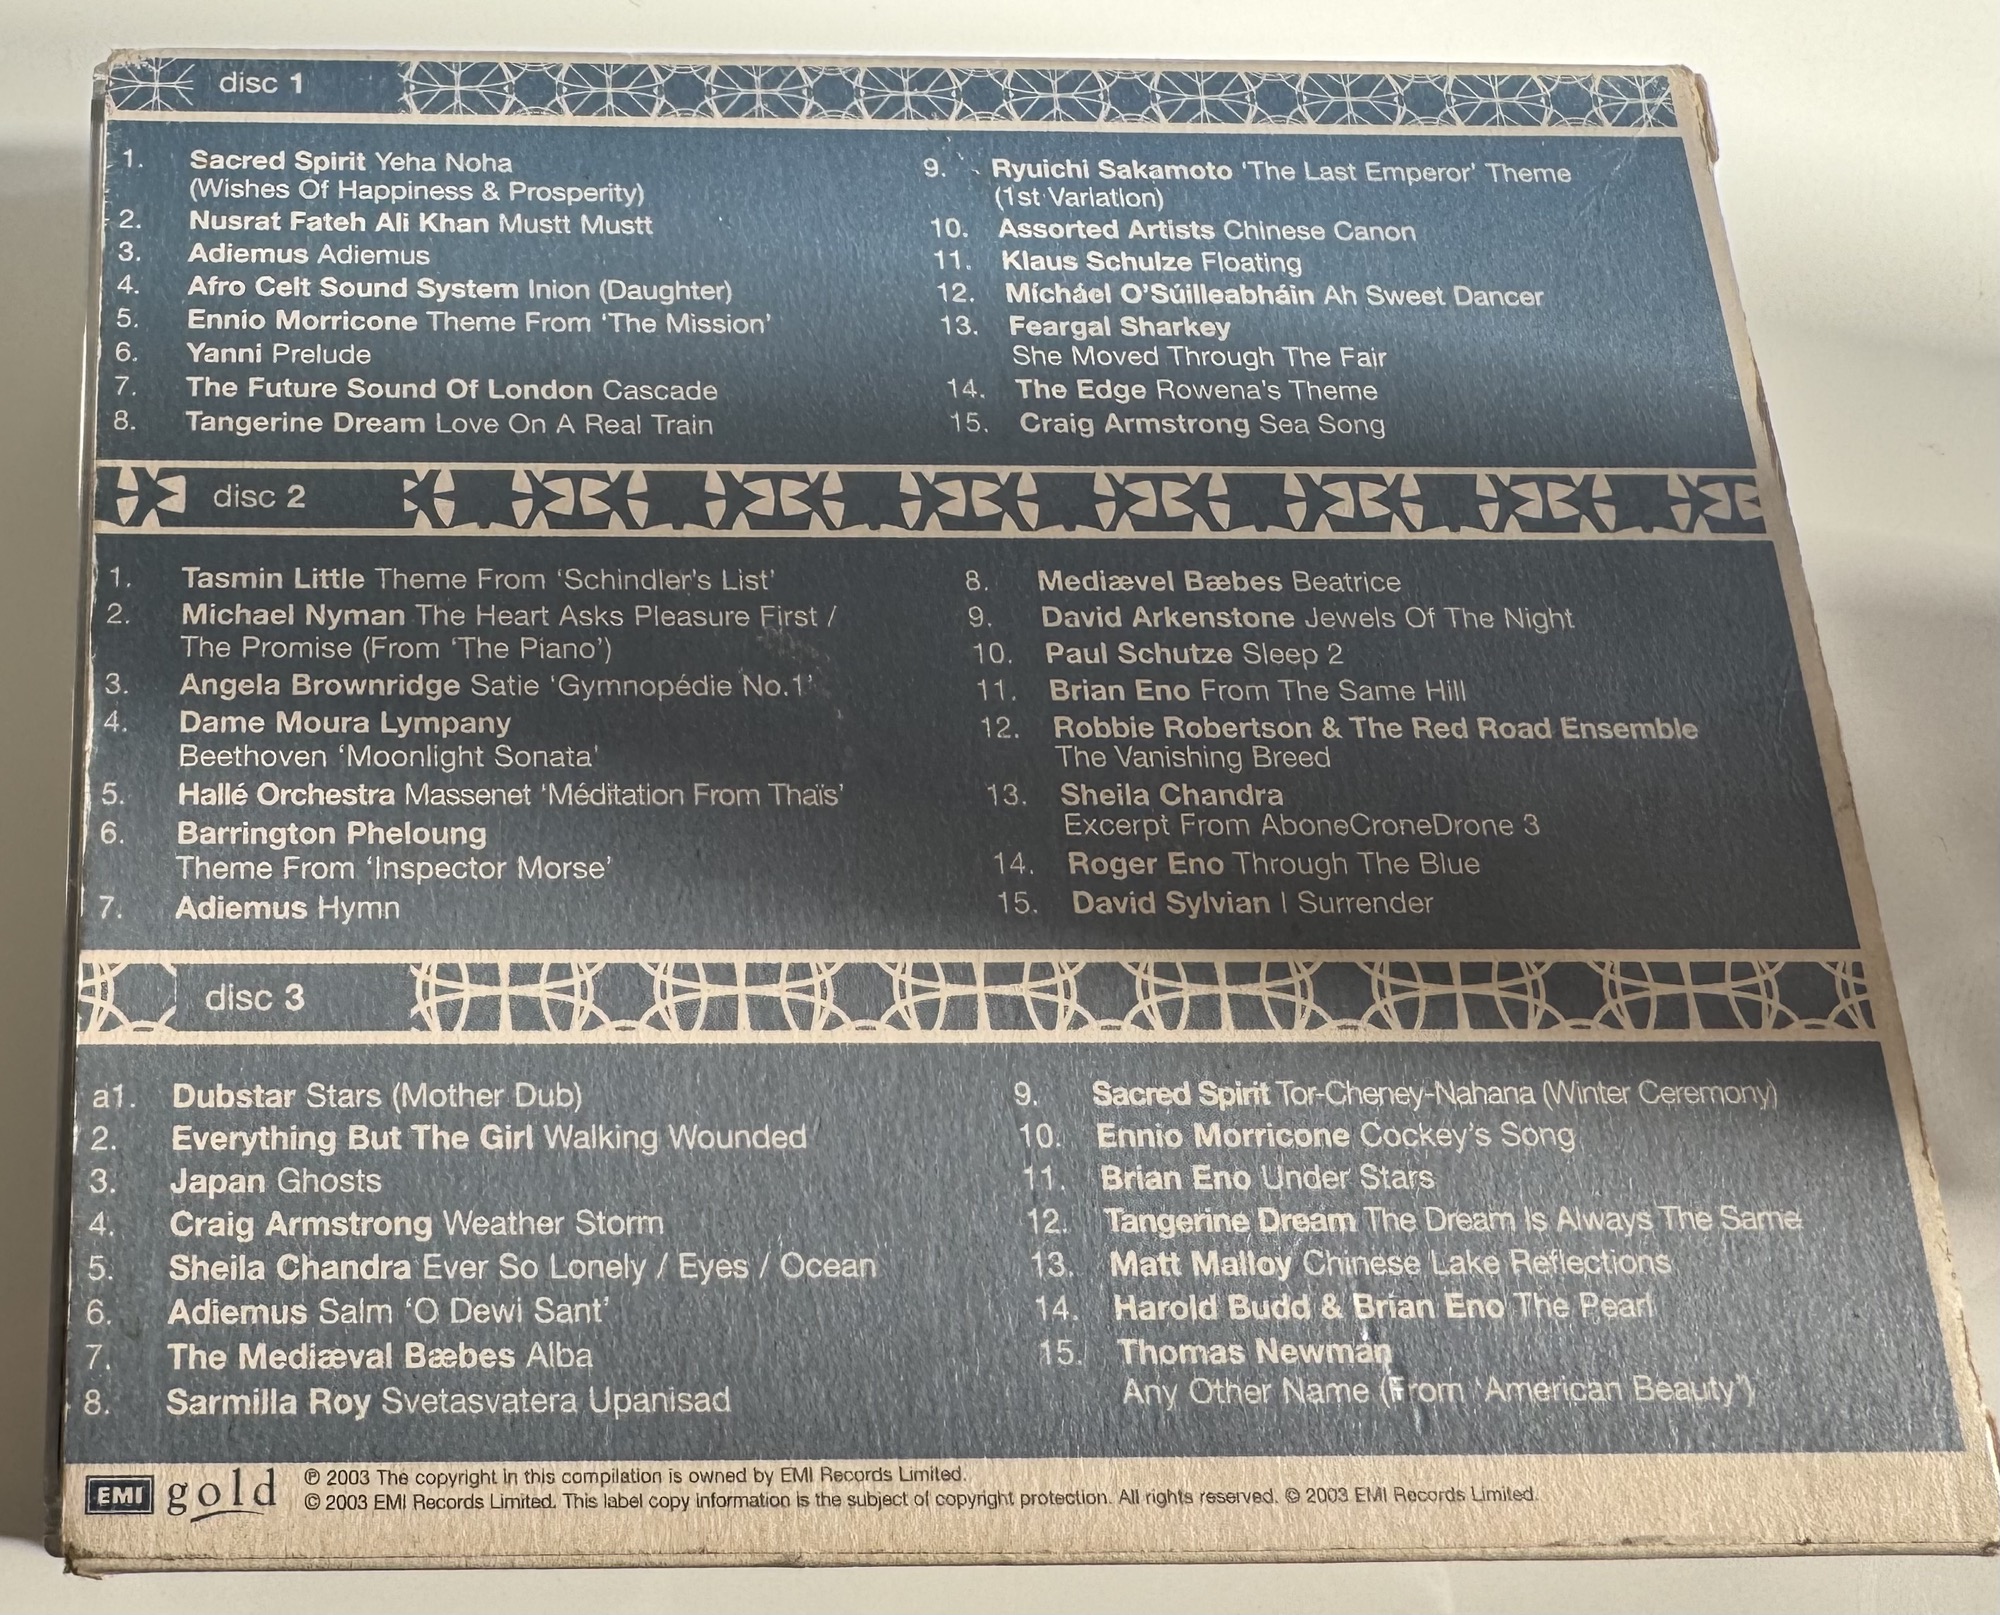 disc 1
1. Sacred Spirit Yeha Noha
(Wishes Of Happiness & Prosperity)
2. Nusrat Fateh Ali Khan Mustt Mustt
3. Adiemus Adiemus
4. Afro Celt Sound System Inion (Daughter)
5. Ennio Morricone Theme From ‘The Mission’
6. Yanni Prelude
7. The Future Sound Of London Cascade
8. Tangerine Dream Love On A Real Train
9. Ryuichi Sakamoto ‘The Last Emperor’ Theme
(1st Variation)
10. Assorted Artists Chinese Canon
11. Klaus Schulze Floating
12. Mícháel O’Súilleabháin Ah Sweet Dancer
13. Feargal Sharkey
She Moved Through The Fair
14. The Edge Rowena’s Theme
15. Craig Armstrong Sea Song
disc 2
1. Tasmin Little Theme From ‘Schindler’s List’
2. Michael Nyman The Heart Asks Pleasure First /
The Promise (From ‘The Piano’)
3. Angela Brownridge Satie ‘Gymnopédie No.1’
4. Dame Moura Lympany
Beethoven ‘Moonlight Sonata’
5. Hallé Orchestra Massenet ‘Méditation From Thaïs’
6. Barrington Pheloung
Theme From ‘Inspector Morse’
7. Adiemus Hymn
8. Mediævel Bæbes Beatrice
9. David Arkenstone Jewels Of The Night
10. Paul Schutze Sleep 2
11. Brian Eno From The Same Hill
12. Robbie Robertson & The Red Road Ensemble
The Vanishing Breed
13. Sheila Chandra
Excerpt From AboneCroneDrone 3
14. Roger Eno Through The Blue
15. David Sylvian I Surrender
disc 3
a1. Dubstar Stars (Mother Dub)
2. Everything But The Girl Walking Wounded
3. Japan Ghosts
4. Craig Armstrong Weather Storm
5. Sheila Chandra Ever So Lonely / Eyes / Ocean
6. Adiemus Salm ‘O Dewi Sant’
7. The Mediæval Bæbes Alba
8. Sarmilla Roy Svetasvatera Upanisad
9. Sacred Spirit Tor-Cheney-Nahana (Winter Ceremony)
10. Ennio Morricone Cockey’s Song
11. Brian Eno Under Stars
12. Tangerine Dream The Dream Is Always The Same
13. Matt Malloy Chinese Lake Reflections
14. Harold Budd & Brian Eno The Pearl
15. Thomas Newman
Any Other Name (From ‘American Beauty’)
EMI gold
℗ 2003 The copyright in this compilation is owned by EMI Records Limited.
© 2003 EMI Records Limited. This label copy information is the subject of copyright protection. All rights reserved. © 2003 EMI Records Limited.